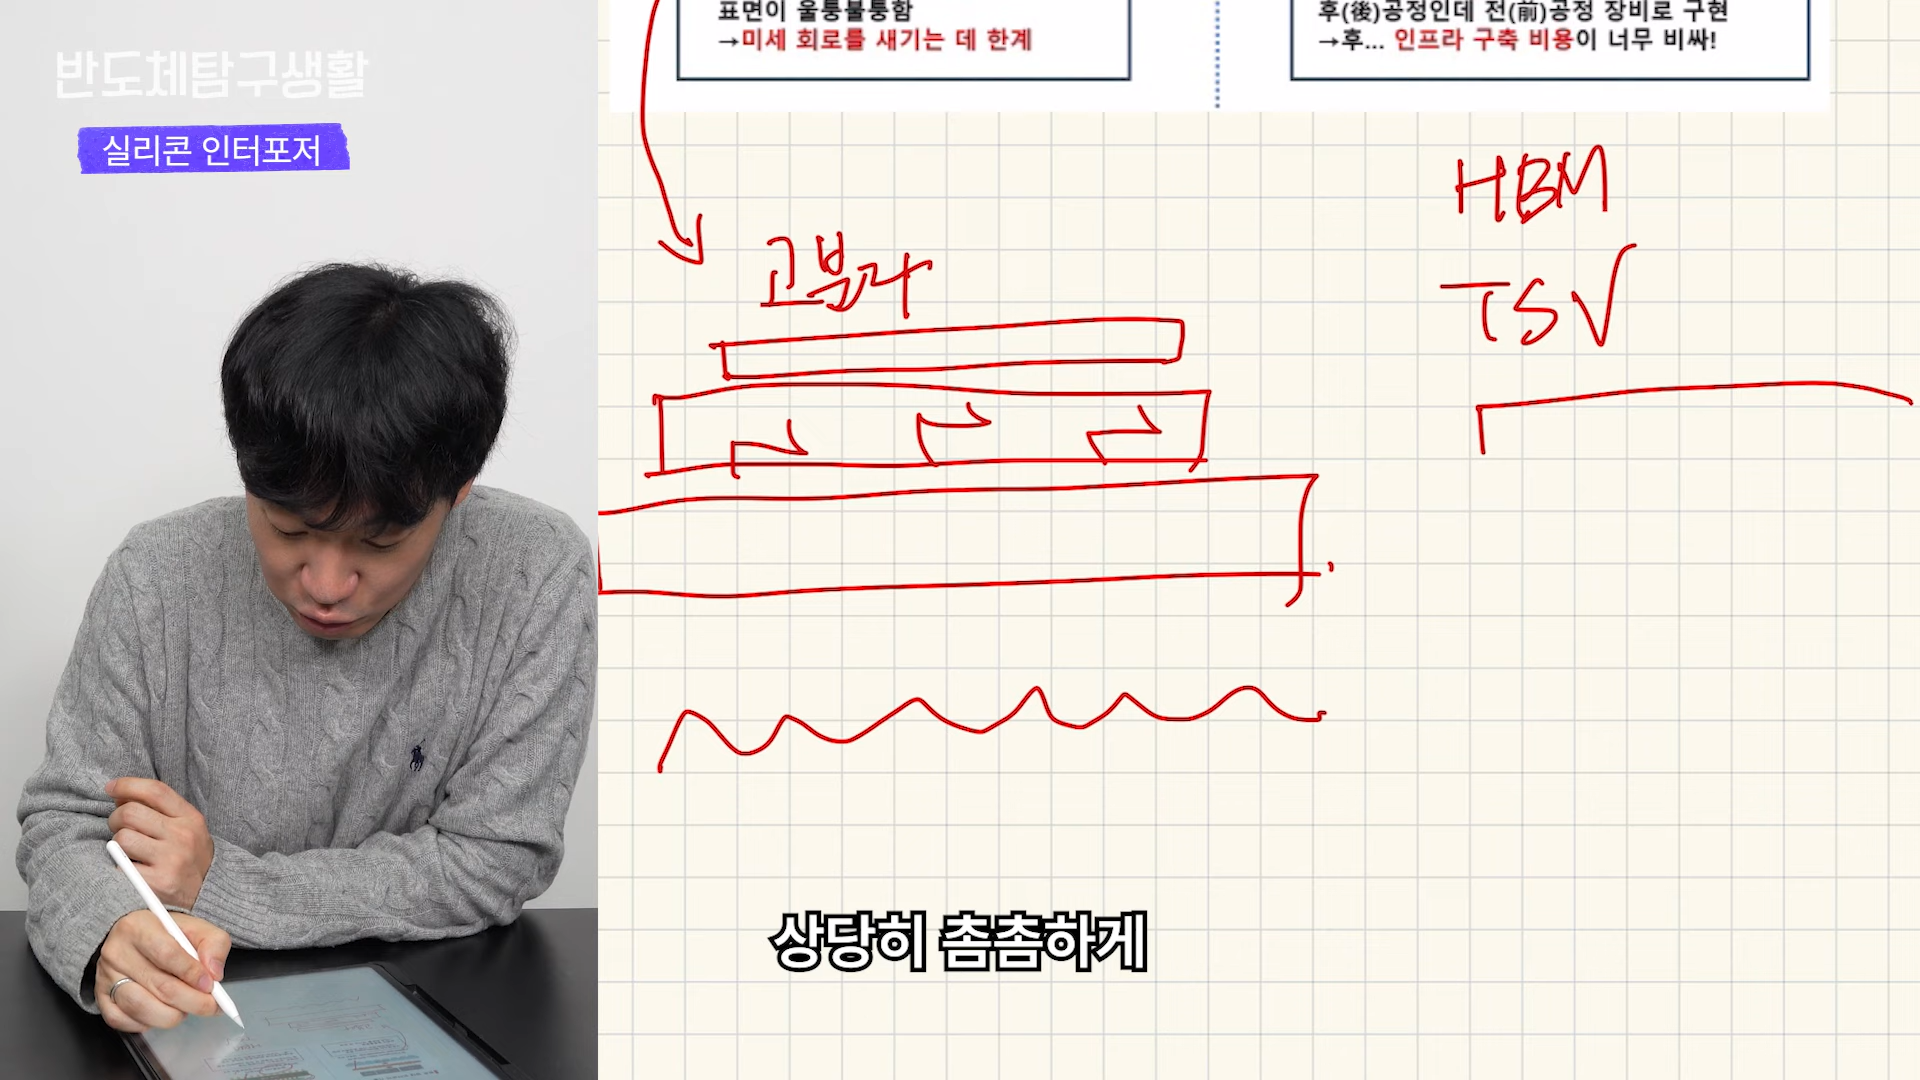 반도체탐구생활
실리콘 인터포저
표면이 울퉁불퉁함
→미세 회로를 새기는 데 한계
후(後)공정인데 전(前)공정 장비로 구현
→후... 인프라 구축 비용이 너무 비싸!
고분자
HBM
TSV
상당히 촘촘하게